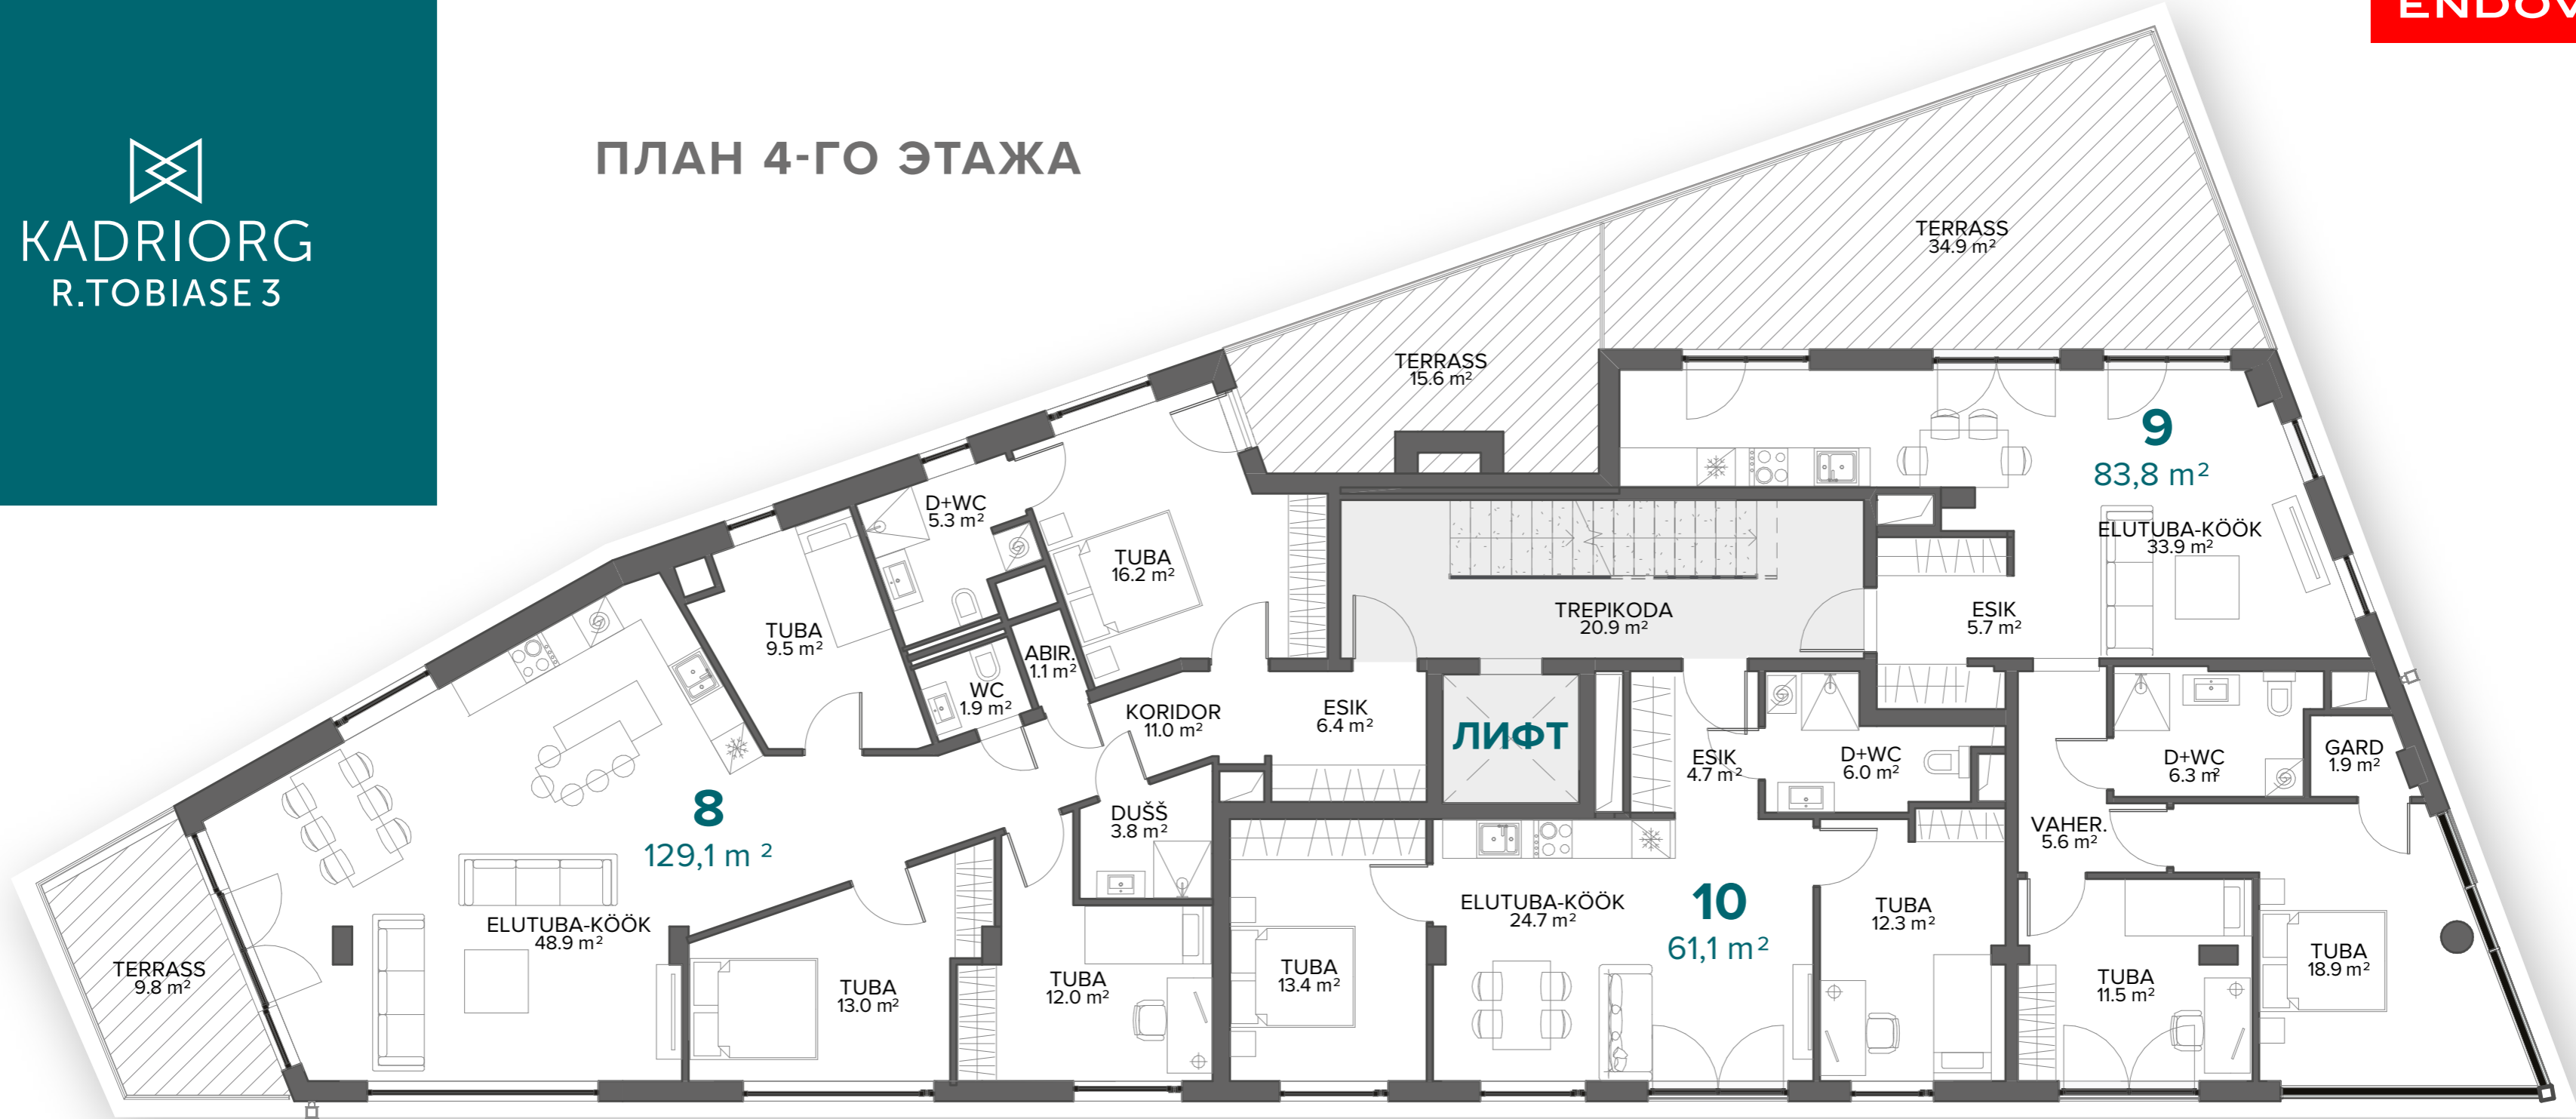 ENDOV
KADRIORG
R.TOBIASE 3
ПЛАН 4-ГО ЭТАЖА
TERRASS
34.9 m²
TERRASS
15.6 m²
9
83,8 m²
ELUTUBA-KÖÖK
33.9 m²
D+WC
5.3 m²
TUBA
16.2 m²
TREPIKODA
20.9 m²
ESIK
5.7 m²
TUBA
9.5 m²
ABIR.
1.1 m²
WC
1.9 m²
KORIDOR
11.0 m²
ESIK
6.4 m²
ЛИФТ
ESIK
4.7 m²
D+WC
6.0 m²
D+WC
6.3 m²
GARD
1.9 m²
8
129,1 m ²
DUŠŠ
3.8 m²
VAHER.
5.6 m²
ELUTUBA-KÖÖK
48.9 m²
ELUTUBA-KÖÖK
24.7 m²
10
61,1 m²
TUBA
12.3 m²
TERRASS
9.8 m²
TUBA
13.0 m²
TUBA
12.0 m²
TUBA
13.4 m²
TUBA
11.5 m²
TUBA
18.9 m²